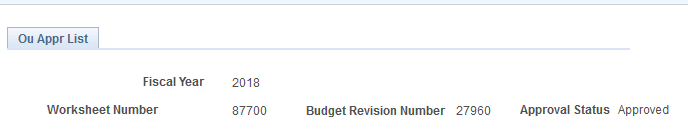 Ou Appr List
Fiscal Year 2018
Worksheet Number 87700 Budget Revision Number 27960 Approval Status Approved